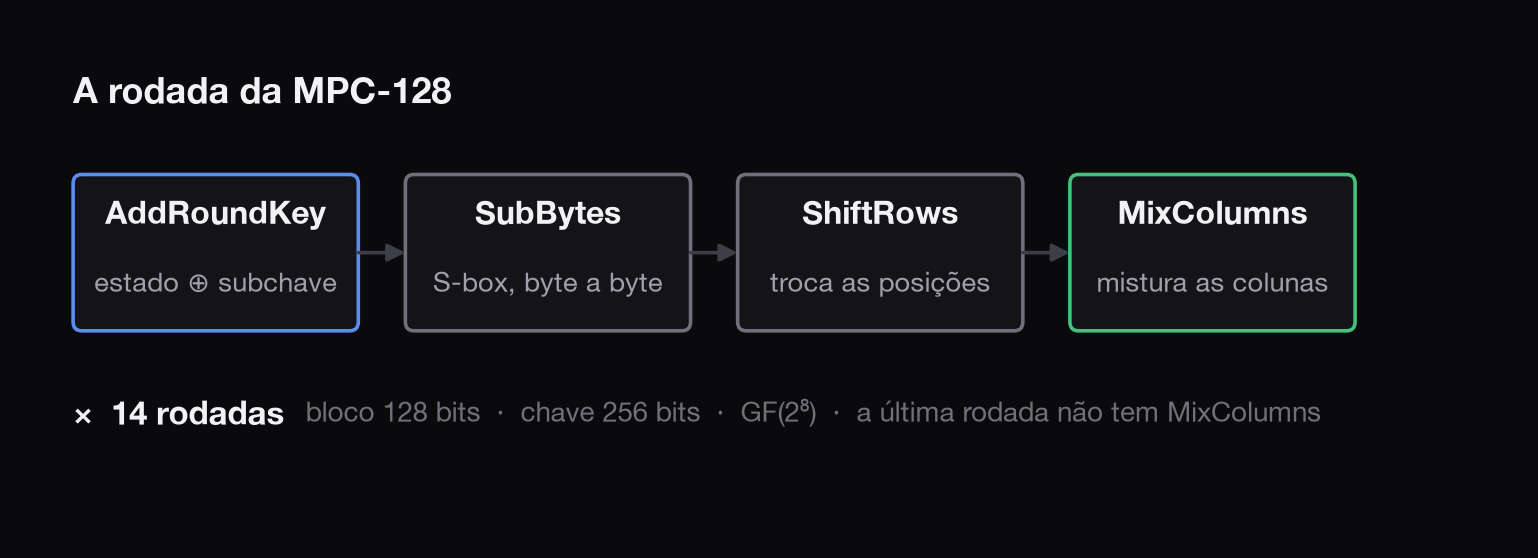 A rodada da MPC-128
AddRoundKey
estado ⊕ subchave
SubBytes
S-box, byte a byte
ShiftRows
troca as posições
MixColumns
mistura as colunas
× 14 rodadas bloco 128 bits · chave 256 bits · GF(2⁸) · a última rodada não tem MixColumns